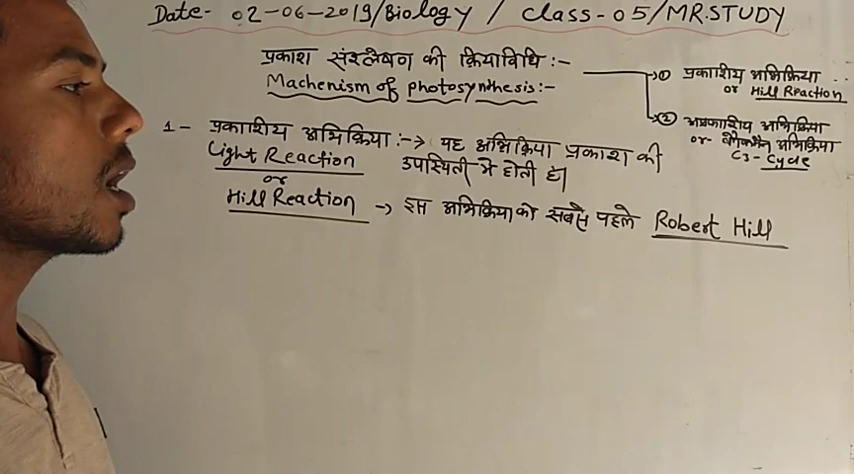 Date- 02-06-2019/Biology / Class-05/MR.STUDY
प्रकाश संश्लेषण की क्रियाविधि :-
Machenism of photosynthesis:-
① प्रकाशीय अभिक्रिया
or Hill Reaction
② अप्रकाशीय अभिक्रिया
or- ब्लैकमैन अभिक्रिया
C3-Cycle
1- प्रकाशीय अभिक्रिया :-> यह अभिक्रिया प्रकाश की
Light Reaction उपस्थिती मे होती है।
or
Hill Reaction -> इस अभिक्रिया को सबसे पहले Robert Hill